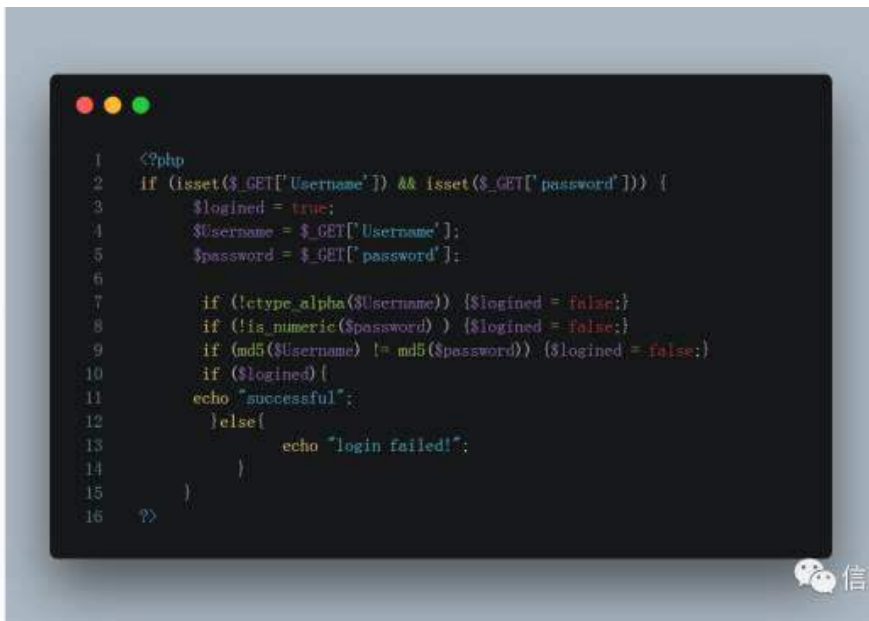 1 <?php
2 if (isset($_GET['Username']) && isset($_GET['password'])) {
3 $logined = true;
4 $Username = $_GET['Username'];
5 $password = $_GET['password'];
6
7 if (!ctype_alpha($Username)) {$logined = false;}
8 if (!is_numeric($password) ) {$logined = false;}
9 if (md5($Username) != md5($password)) {$logined = false;}
10 if ($logined){
11 echo "successful";
12 }else{
13 echo "login failed!";
14 }
15 }
16 ?>
信